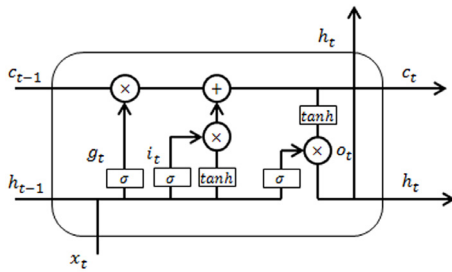 h_t
c_{t-1} × + c_t
tanh
g_t i_t × × o_t
h_{t-1} σ σ tanh σ h_t
x_t